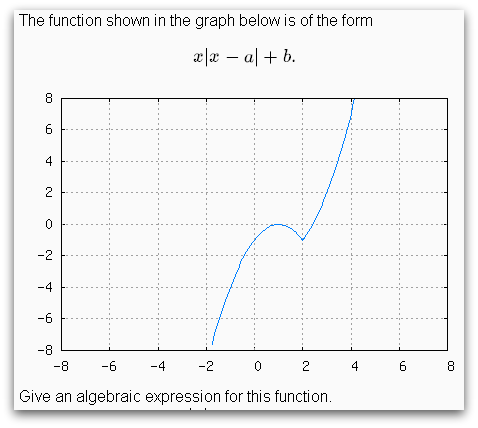 The function shown in the graph below is of the form
x|x − a| + b.
8
6
4
2
0
−2
−4
−6
−8
−8 −6 −4 −2 0 2 4 6 8
Give an algebraic expression for this function.